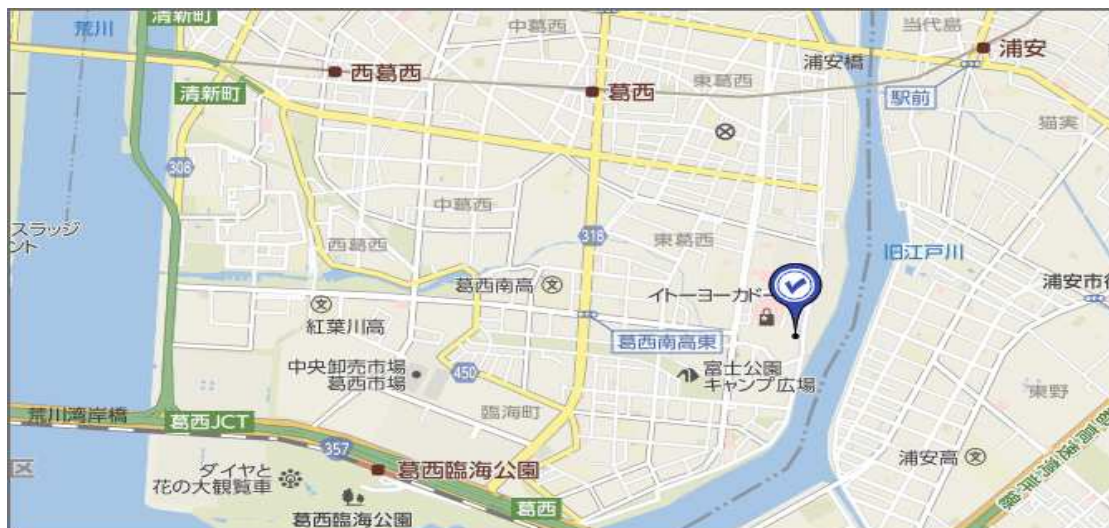 荒川
清新町
中葛西
当代島
浦安橋
浦安
西葛西
葛西
東葛西
清新町
駅前
猫実
308
中葛西
318
東葛西
スラッジ
ント
西葛西
旧江戸川
葛西南高
イトーヨーカドー
浦安市
紅葉川高
葛西南高東
中央卸売市場
葛西市場
450
富士公園
キャンプ広場
臨海町
東野
荒川湾岸橋
葛西JCT
357
葛西臨海公園
浦安高
区
ダイヤと
花の大観覧車
葛西
葛西臨海公園